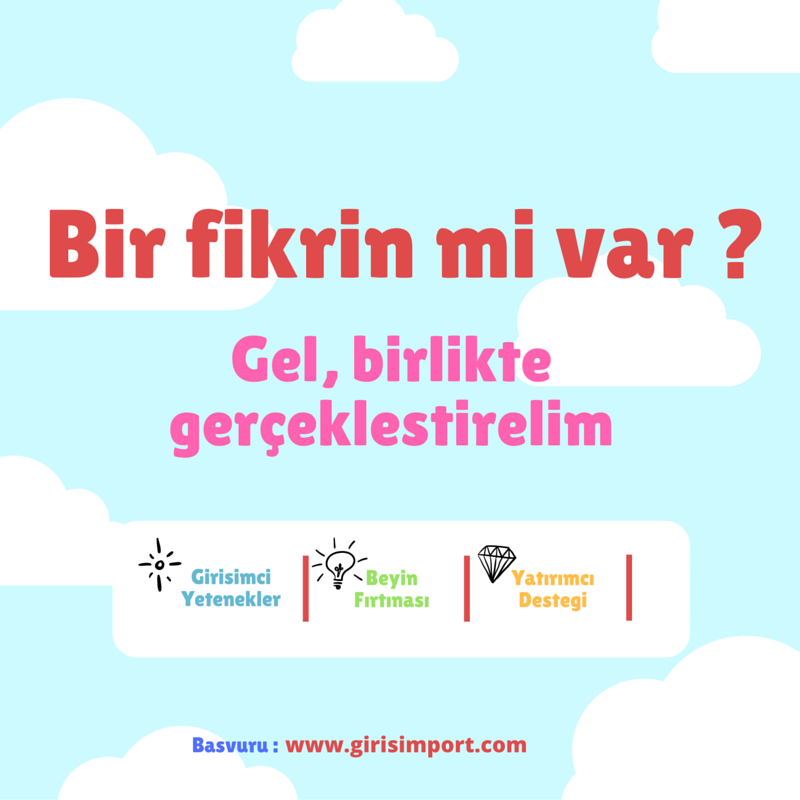 Bir fikrin mi var ?
Gel, birlikte
gerçeklestirelim
Girisimci
Yetenekler
Beyin
Fırtınası
Yatırımcı
Destegi
Basvuru : www.girisimport.com